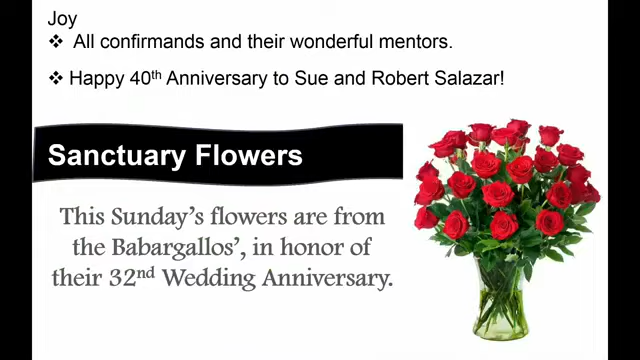 Joy
❖ All confirmands and their wonderful mentors.
❖ Happy 40th Anniversary to Sue and Robert Salazar!
Sanctuary Flowers
This Sunday's flowers are from
the Babargallos', in honor of
their 32nd Wedding Anniversary.